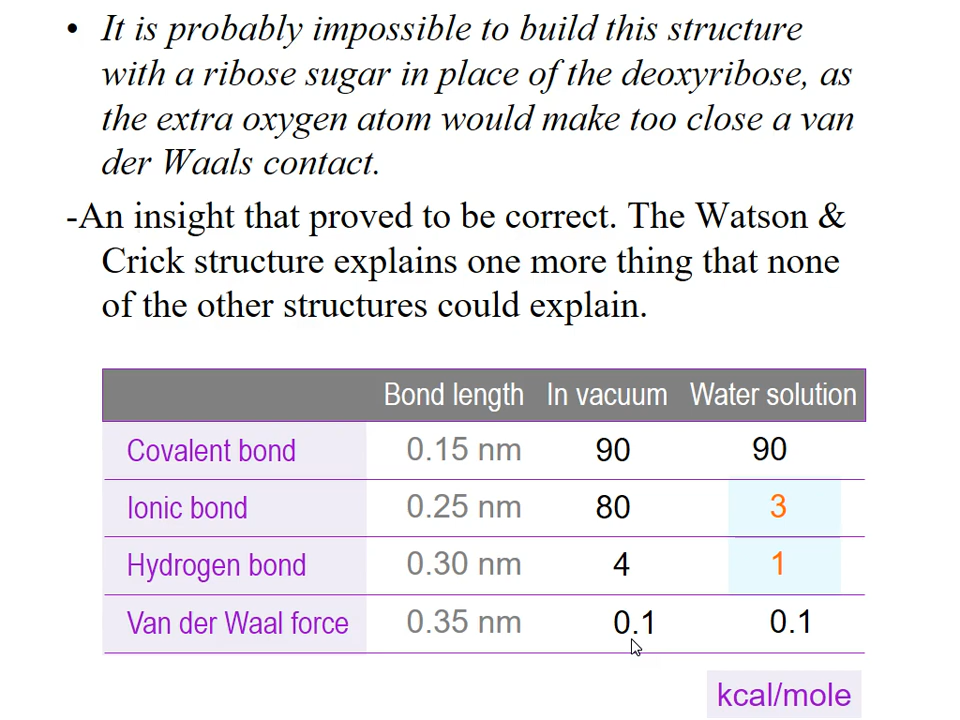 • It is probably impossible to build this structure
with a ribose sugar in place of the deoxyribose, as
the extra oxygen atom would make too close a van
der Waals contact.
-An insight that proved to be correct. The Watson &
Crick structure explains one more thing that none
of the other structures could explain.
Bond length In vacuum Water solution
Covalent bond 0.15 nm 90 90
Ionic bond 0.25 nm 80 3
Hydrogen bond 0.30 nm 4 1
Van der Waal force 0.35 nm 0.1 0.1
kcal/mole